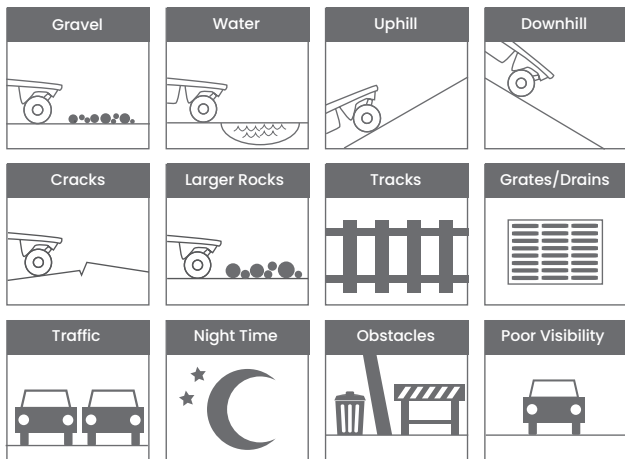 Gravel
Water
Uphill
Downhill
Cracks
Larger Rocks
Tracks
Grates/Drains
Traffic
Night Time
Obstacles
Poor Visibility